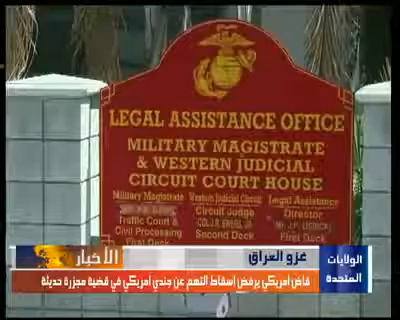 LEGAL ASSISTANCE OFFICE
MILITARY MAGISTRATE
& WESTERN JUDICIAL
CIRCUIT COURT HOUSE
Military Magistrate
Traffic Court &
Civil Processing
First Deck
Western Judicial Circuit
Circuit Judge
Second Deck
Legal Assistance
Director
First Deck
الأخبار
غزو العراق
الولايات
المتحدة
قاض أمريكي يرفض اسقاط التهم عن جندي أمريكي في قضية مجزرة حديثة